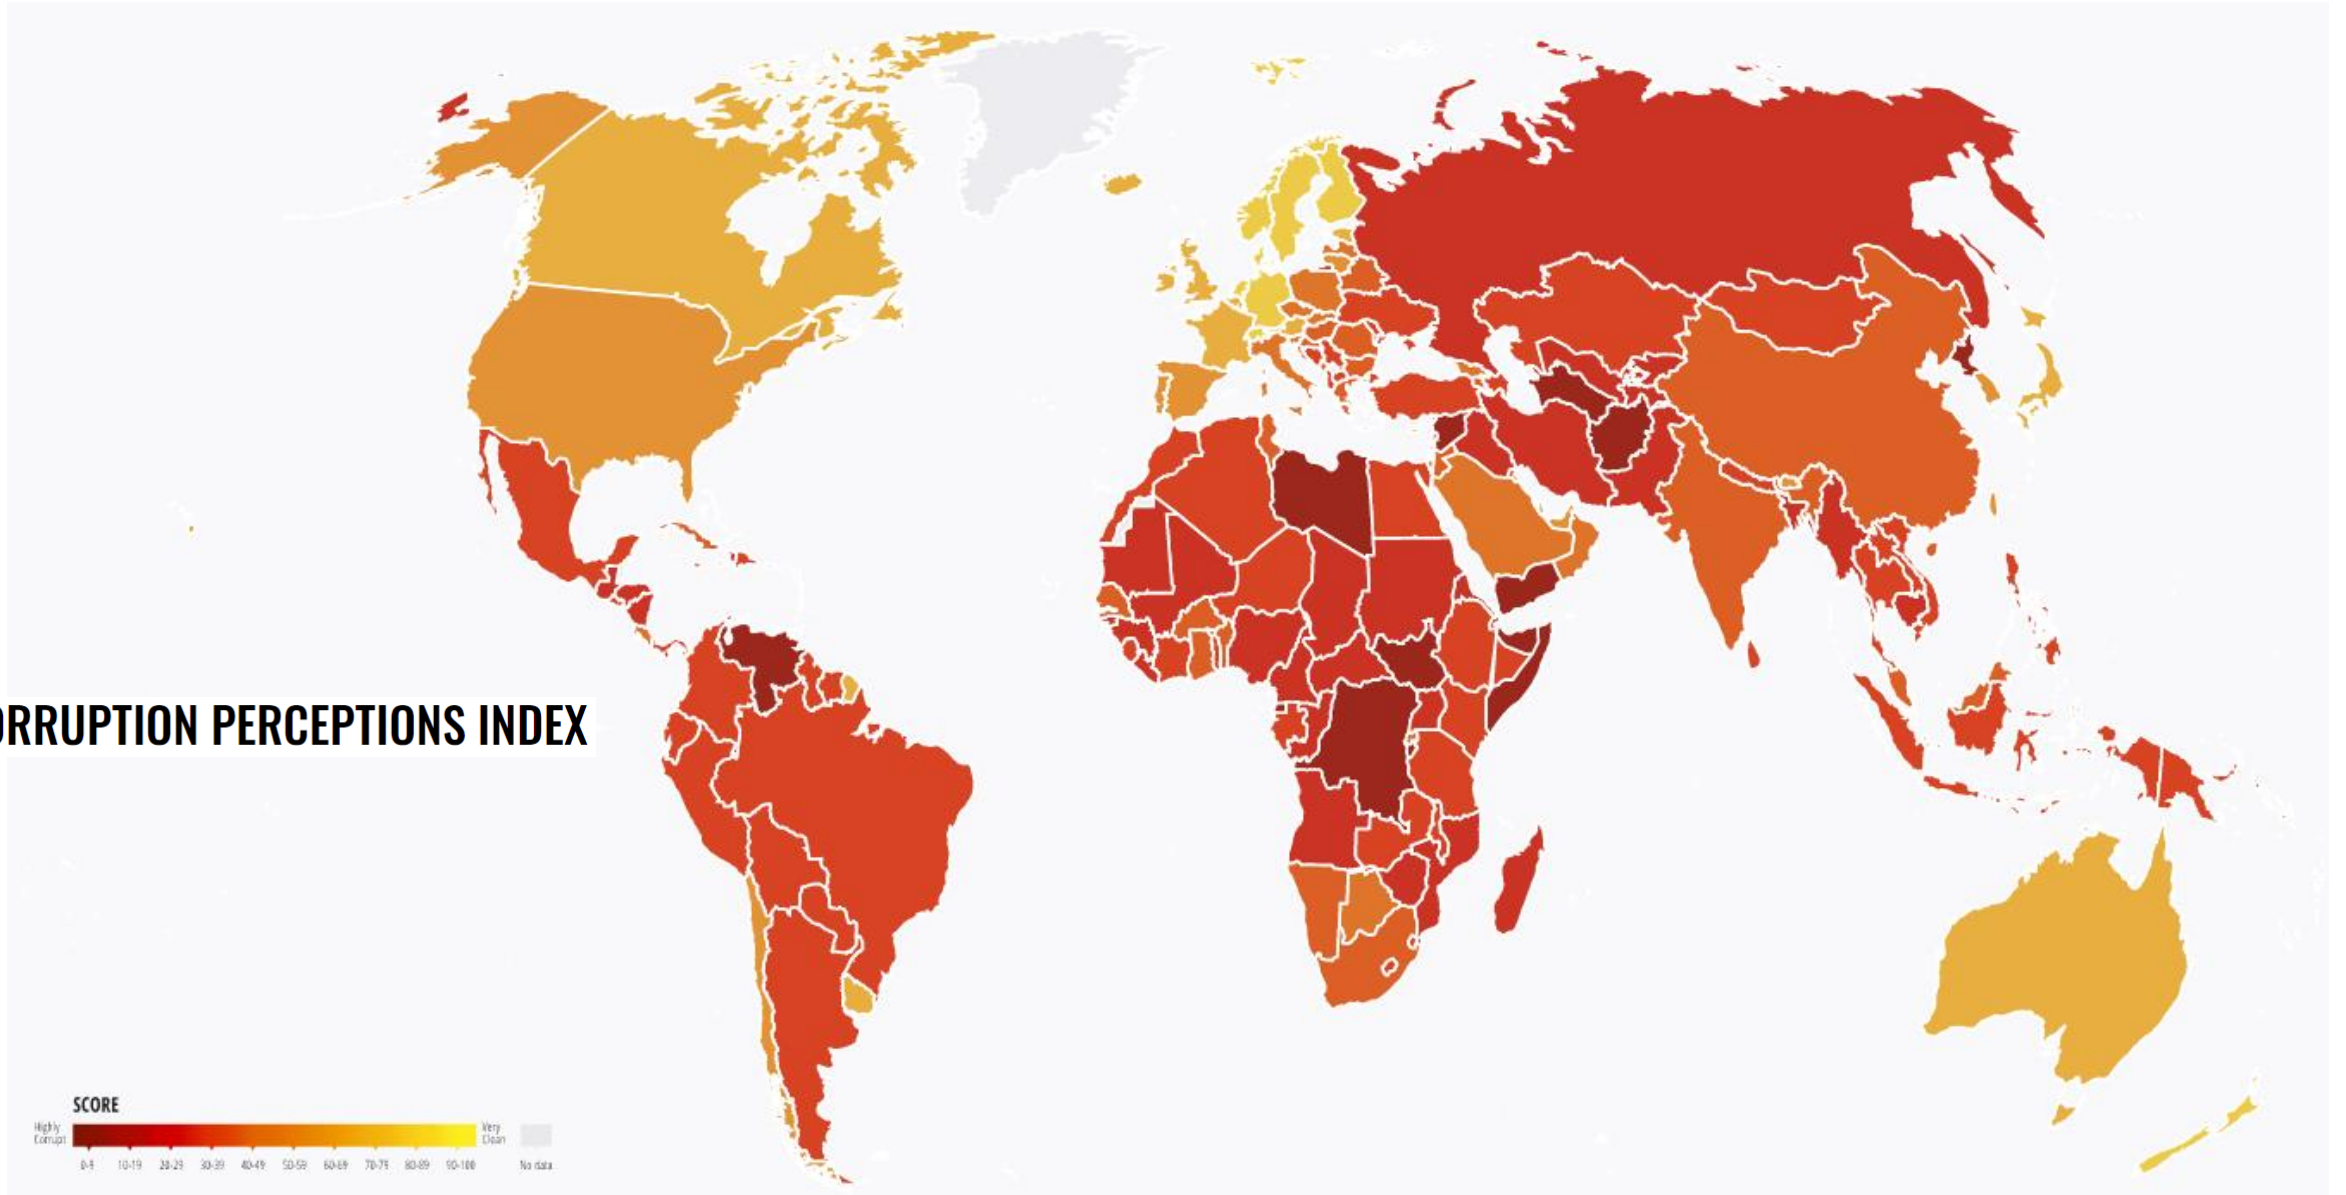 ORRUPTION PERCEPTIONS INDEX
SCORE
Highly Corrupt
Very Clean
0-9 10-19 20-29 30-39 40-49 50-59 60-69 70-79 80-89 90-100 No data